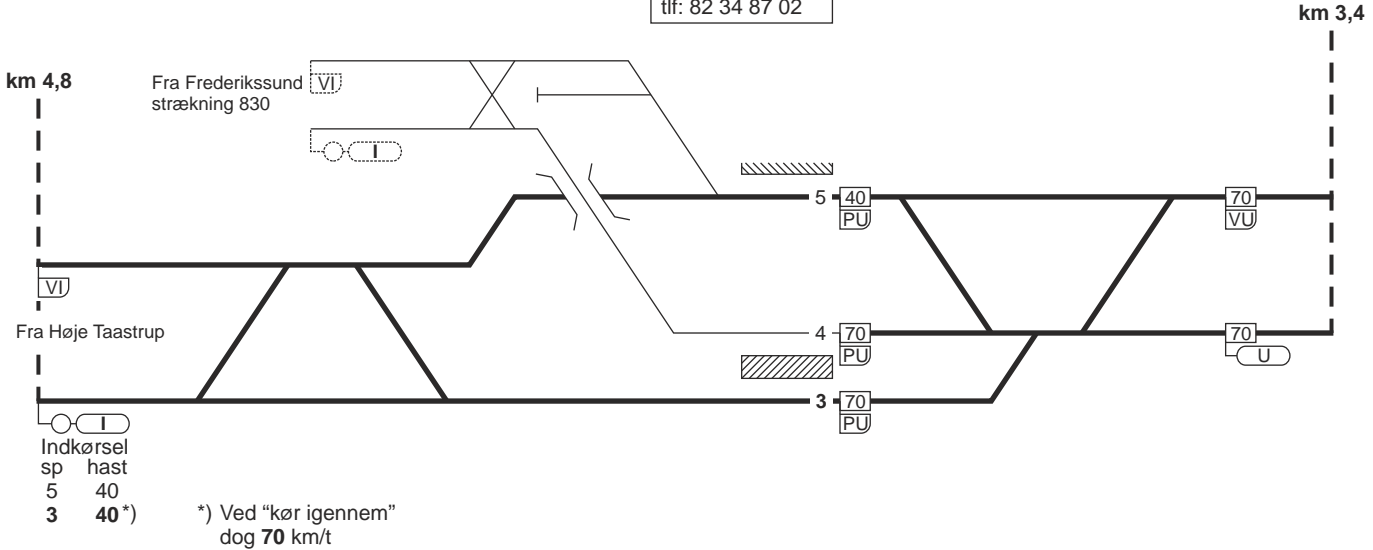 tlf: 82 34 87 02
km 3,4
km 4,8
Fra Frederikssund
strækning 830
VI
I
5
40
PU
70
VU
VI
Fra Høje Taastrup
4
70
PU
70
U
3
70
PU
I
Indkørsel
sp hast
5 40
3 40 *)
*) Ved “kør igennem”
dog 70 km/t